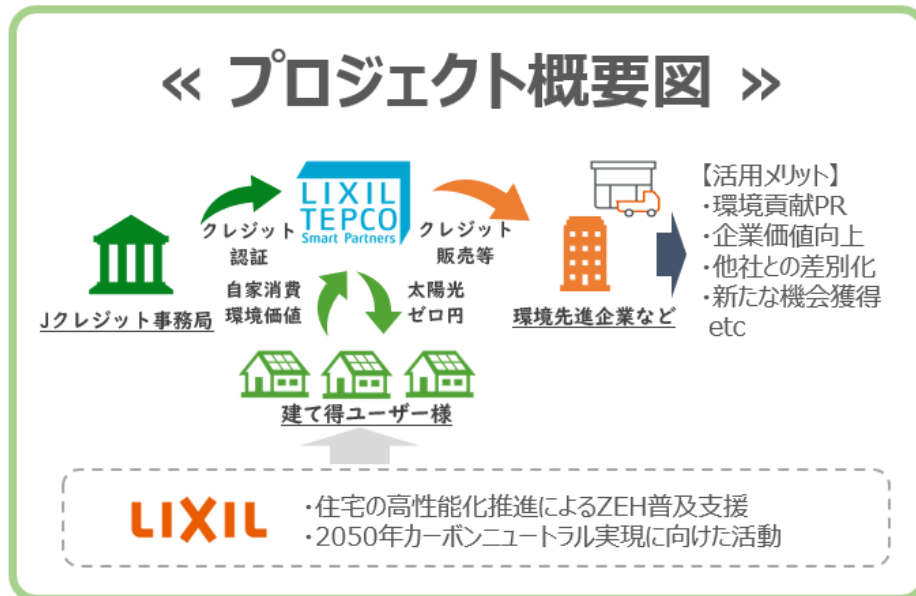 ≪ プロジェクト概要図 ≫
LIXIL
TEPCO
Smart Partners
クレジット
認証
クレジット
販売等
自家消費
環境価値
太陽光
ゼロ円
Jクレジット事務局
環境先進企業など
【活用メリット】
・環境貢献PR
・企業価値向上
・他社との差別化
・新たな機会獲得
etc
建て得ユーザー様
LIXIL
・住宅の高性能化推進によるZEH普及支援
・2050年カーボンニュートラル実現に向けた活動